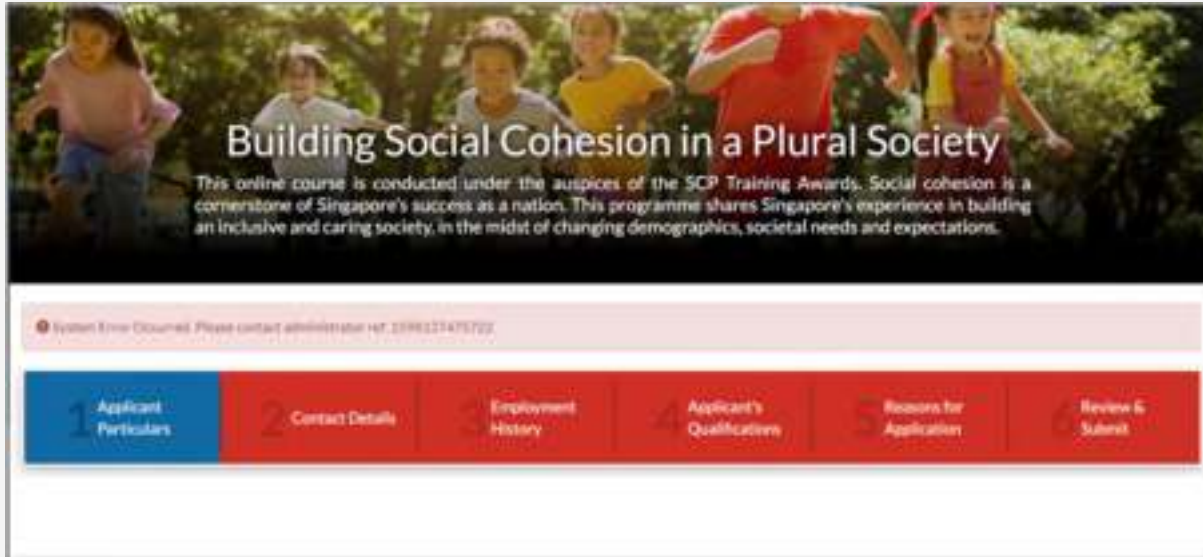 Building Social Cohesion in a Plural Society
This online course is conducted under the auspices of the SCP Training Awards. Social cohesion is a
cornerstone of Singapore's success as a nation. This programme shares Singapore's experience in building
an inclusive and caring society, in the midst of changing demographics, societal needs and expectations.
System Error Occurred. Please contact administrator ref:
1 Applicant
Particulars
2 Contact Details
3 Employment
History
4 Applicant's
Qualifications
5 Reasons for
Application
6 Review &
Submit